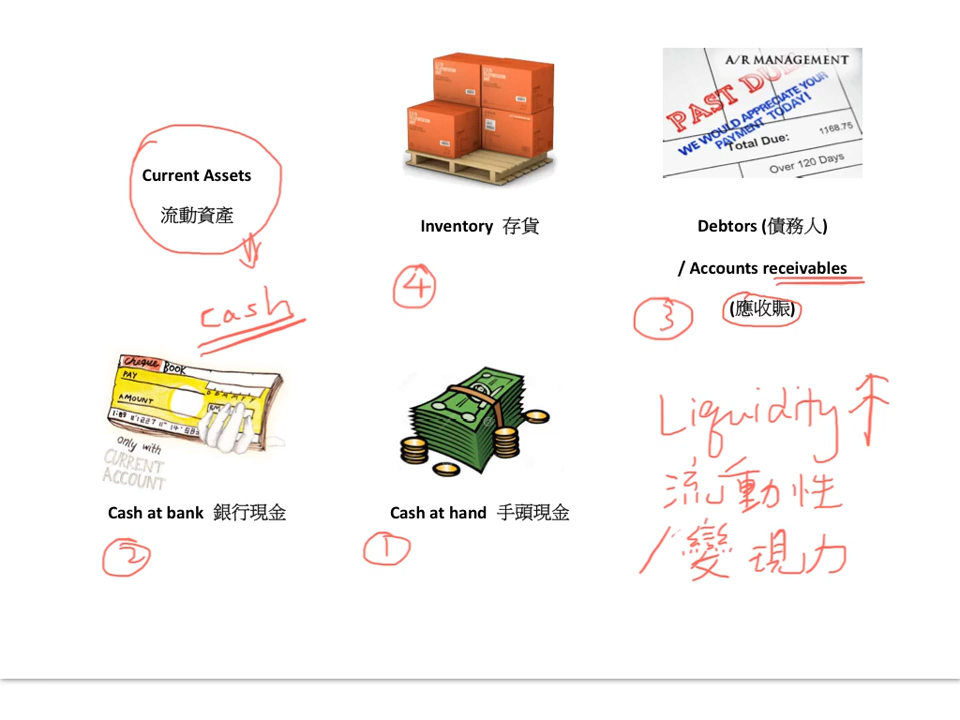 A/R MANAGEMENT
PAST DUE
WE WOULD APPRECIATE YOUR
PAYMENT TODAY!
Total Due: 1168.75
Over 120 Days
Current Assets
流動資產
Inventory 存貨
Debtors (債務人)
/ Accounts receivables
(應收賬)
④
③
cash
Cheque BOOK
PAY
AMOUNT
only with
CURRENT
ACCOUNT
Liquidity ↑
流動性
/變現力
Cash at bank 銀行現金
Cash at hand 手頭現金
②
①